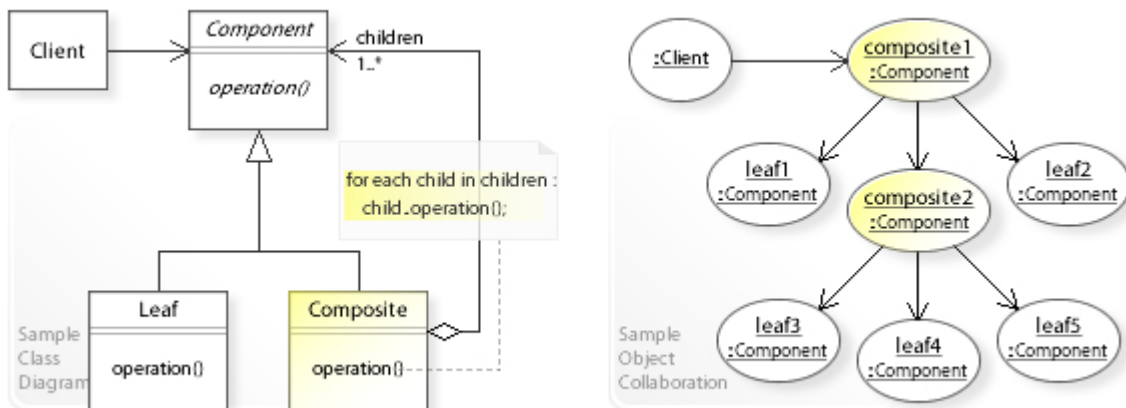 Client
Component
operation()
children
1..*
for each child in children :
child.operation();
Leaf
operation()
Composite
operation()
Sample
Class
Diagram
:Client
composite1
:Component
leaf1
:Component
composite2
:Component
leaf2
:Component
leaf3
:Component
leaf4
:Component
leaf5
:Component
Sample
Object
Collaboration